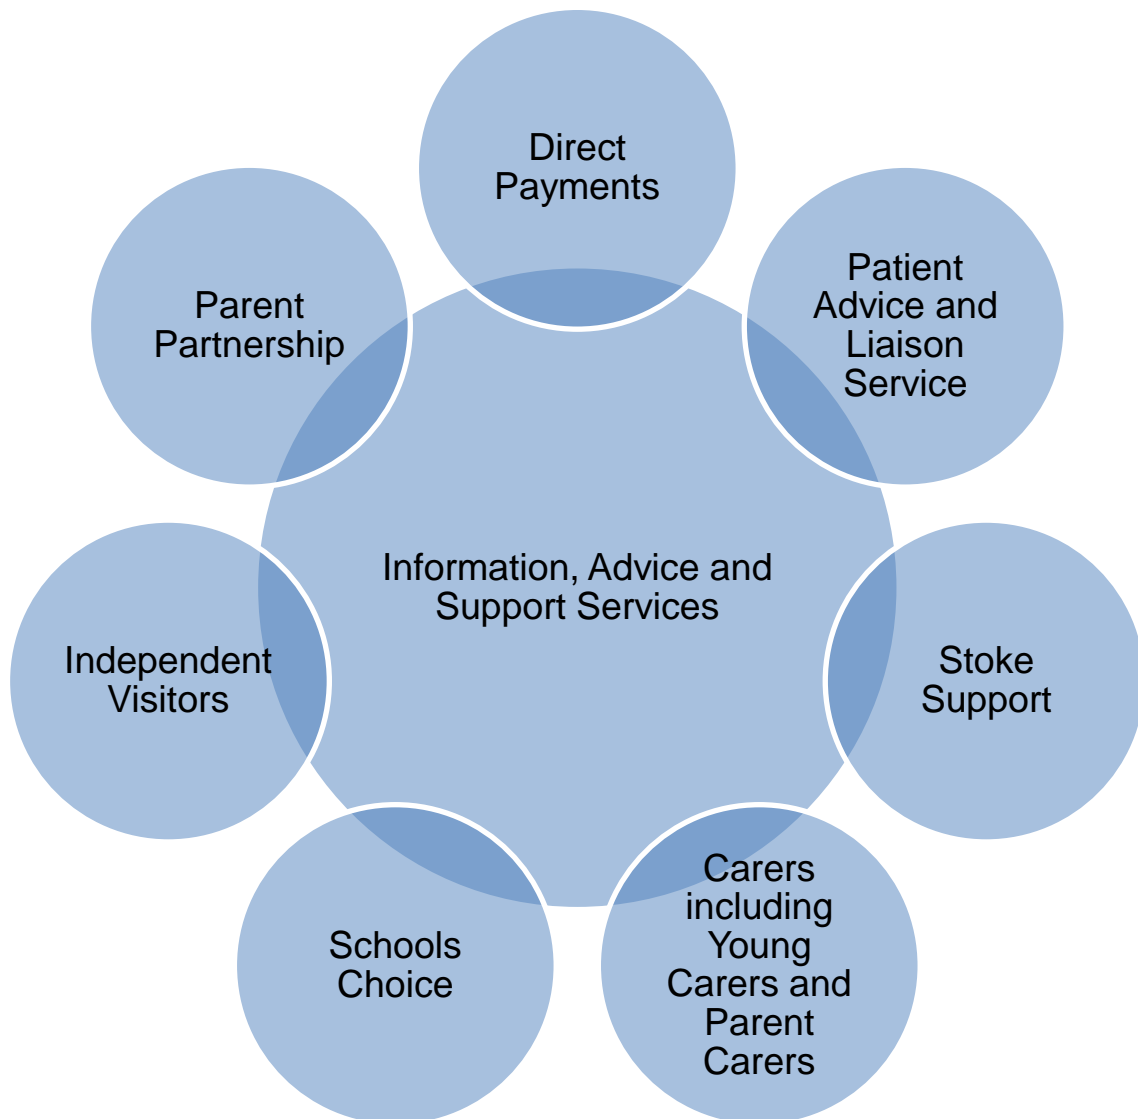 Direct
Payments
Patient
Advice and
Liaison
Service
Parent
Partnership
Information, Advice and
Support Services
Independent
Visitors
Stoke
Support
Schools
Choice
Carers
including
Young
Carers and
Parent
Carers